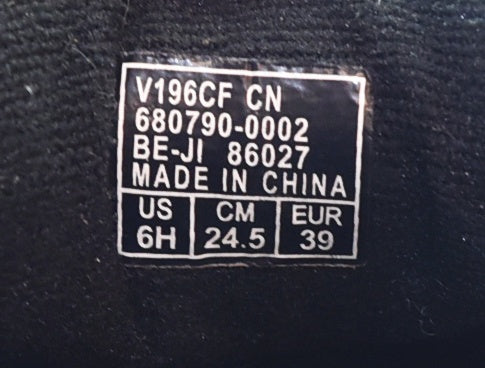 V196CF CN
680790-0002
BE-JI 86027
MADE IN CHINA
US CM EUR
6H 24.5 39